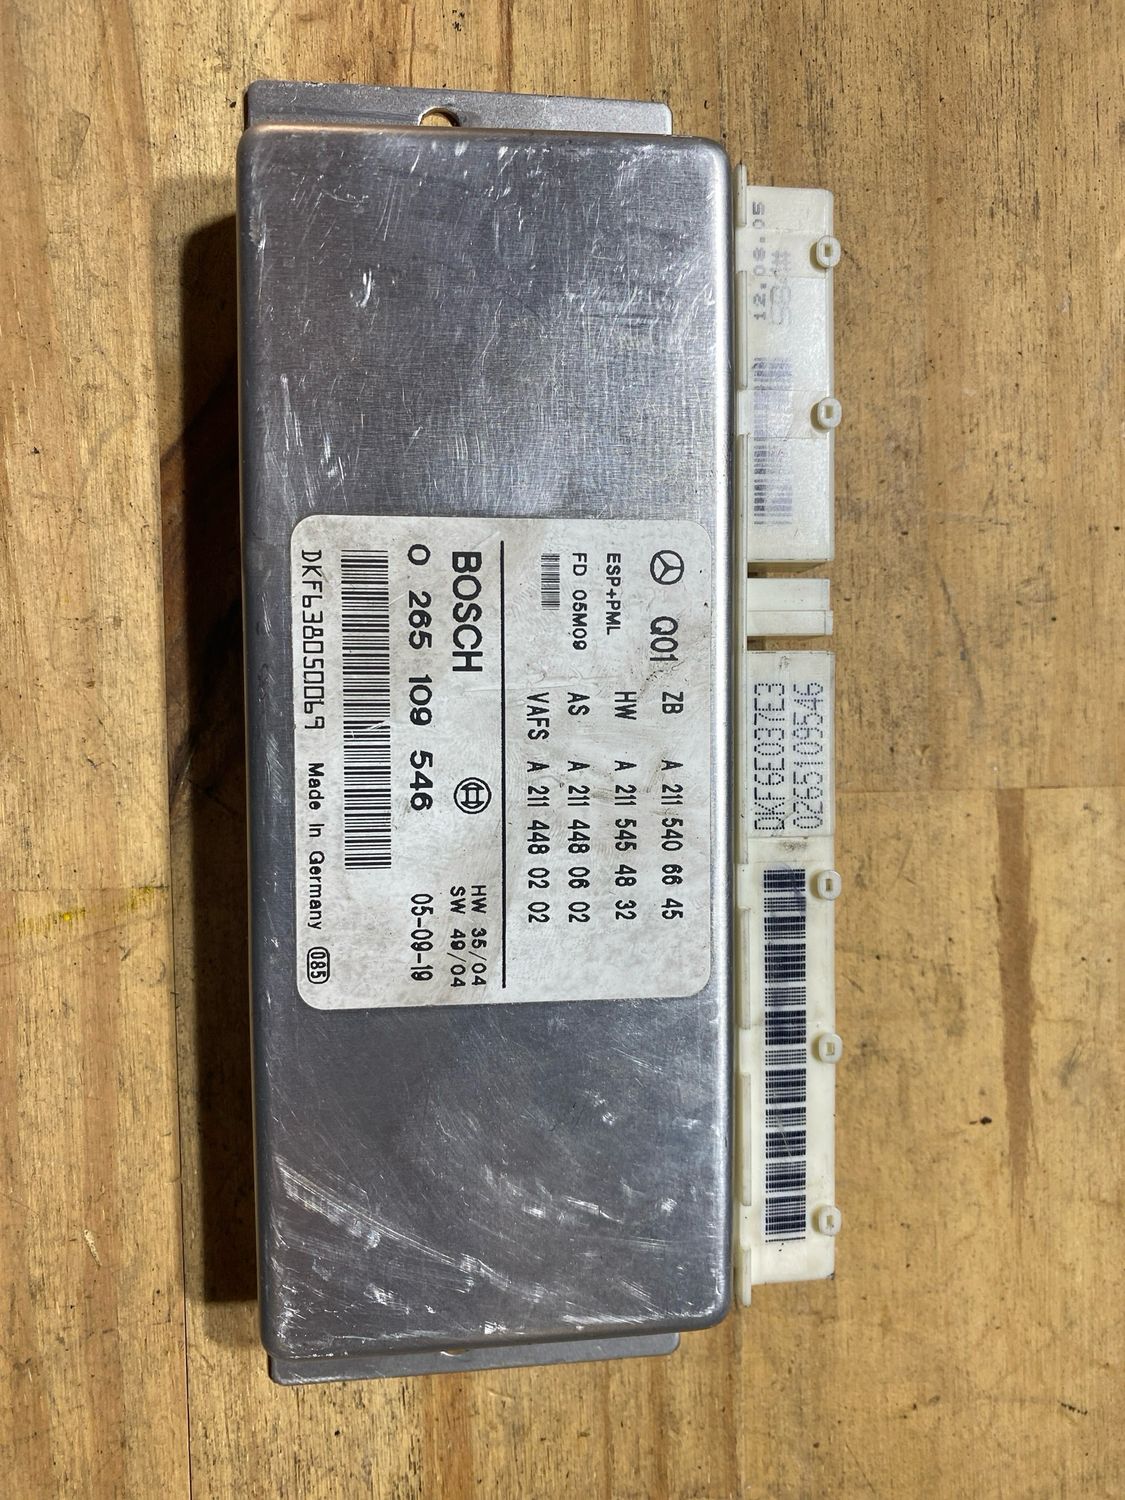 Q01 ZB A 211 540 66 45
ESP+PML HW A 211 545 48 32
FD 05M09 AS A 211 448 06 02
VAFS A 211 448 02 02
BOSCH HW 35/04
SW 49/04
0 265 109 546 05-09-19
DKF63805D069 Made in Germany 085
12.08.05
DKF6E037E3
0265109546